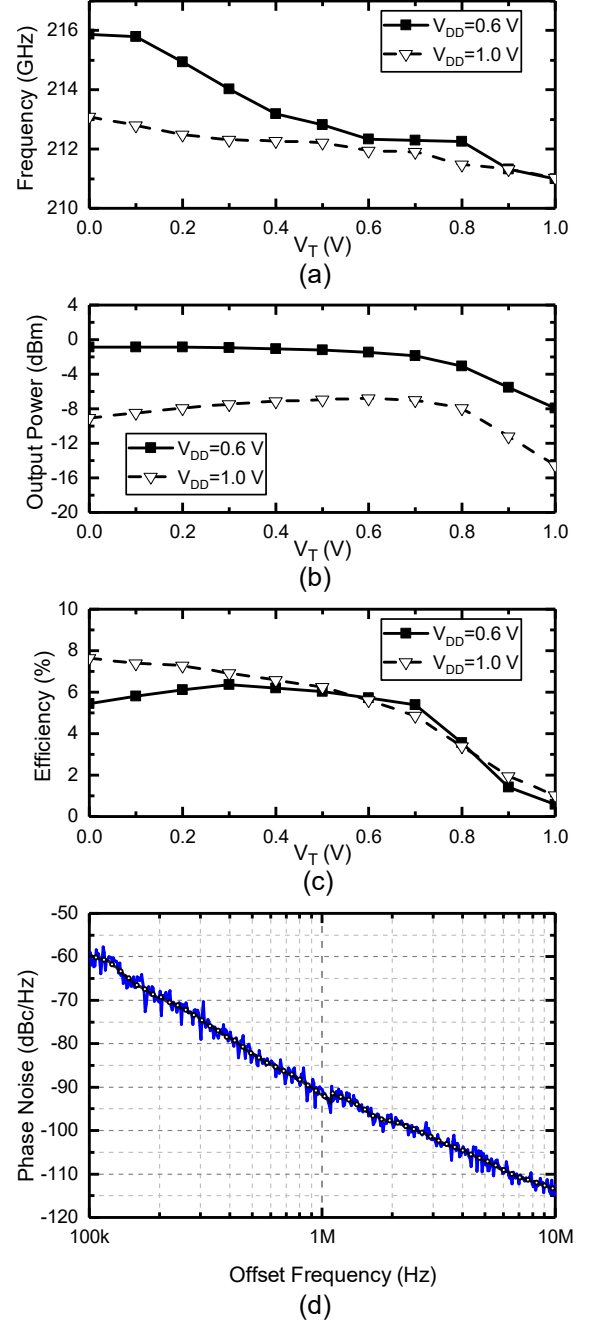 216
214
212
210
Frequency (GHz)
V_DD=0.6 V
V_DD=1.0 V
0.0 0.2 0.4 0.6 0.8 1.0
V_T (V)
(a)
4
0
-4
-8
-12
-16
-20
Output Power (dBm)
V_DD=0.6 V
V_DD=1.0 V
0.0 0.2 0.4 0.6 0.8 1.0
V_T (V)
(b)
10
8
6
4
2
0
Efficiency (%)
V_DD=0.6 V
V_DD=1.0 V
0.0 0.2 0.4 0.6 0.8 1.0
V_T (V)
(c)
-50
-60
-70
-80
-90
-100
-110
-120
Phase Noise (dBc/Hz)
100k 1M 10M
Offset Frequency (Hz)
(d)